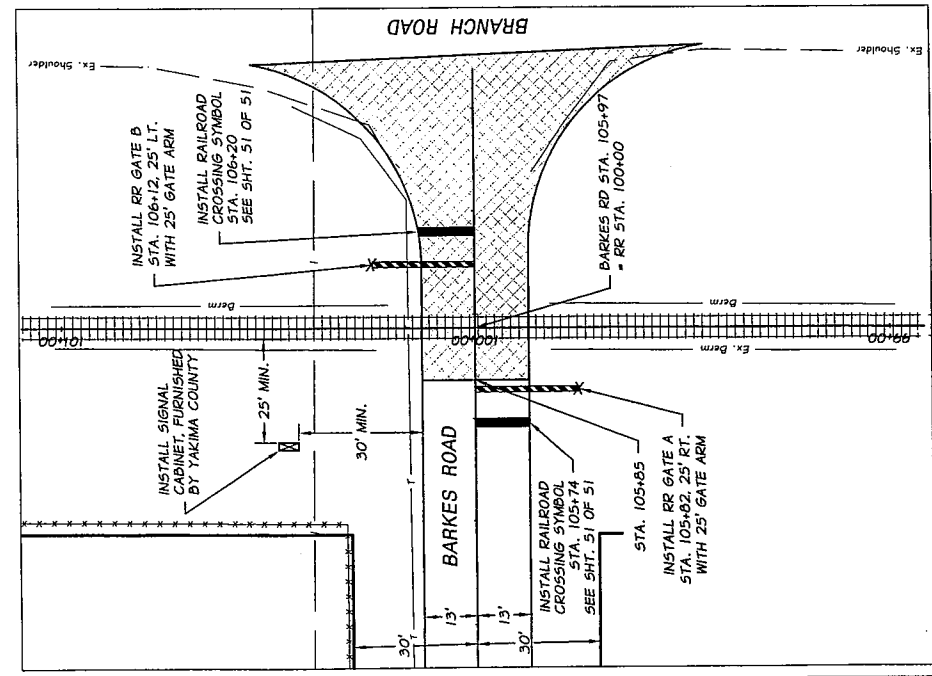 BRANCH ROAD
Ex. Shoulder
Ex. Shoulder
INSTALL RR GATE B
STA. 106+12, 25' LT.
WITH 25' GATE ARM
INSTALL RAILROAD
CROSSING SYMBOL
STA. 106+20
SEE SHT. 51 OF 51
BARKES RD STA. 105+97
= RR STA. 100+00
Berm
Berm
101+00
100+00
99+00
Ex. Berm
INSTALL SIGNAL
CABINET, FURNISHED
BY YAKIMA COUNTY
25' MIN.
30' MIN.
T
BARKES ROAD
INSTALL RAILROAD
CROSSING SYMBOL
STA. 105+74
SEE SHT. 51 OF 51
STA. 105+85
INSTALL RR GATE A
STA. 105+82, 25' RT.
WITH 25' GATE ARM
13'
13'
30'
30'
T